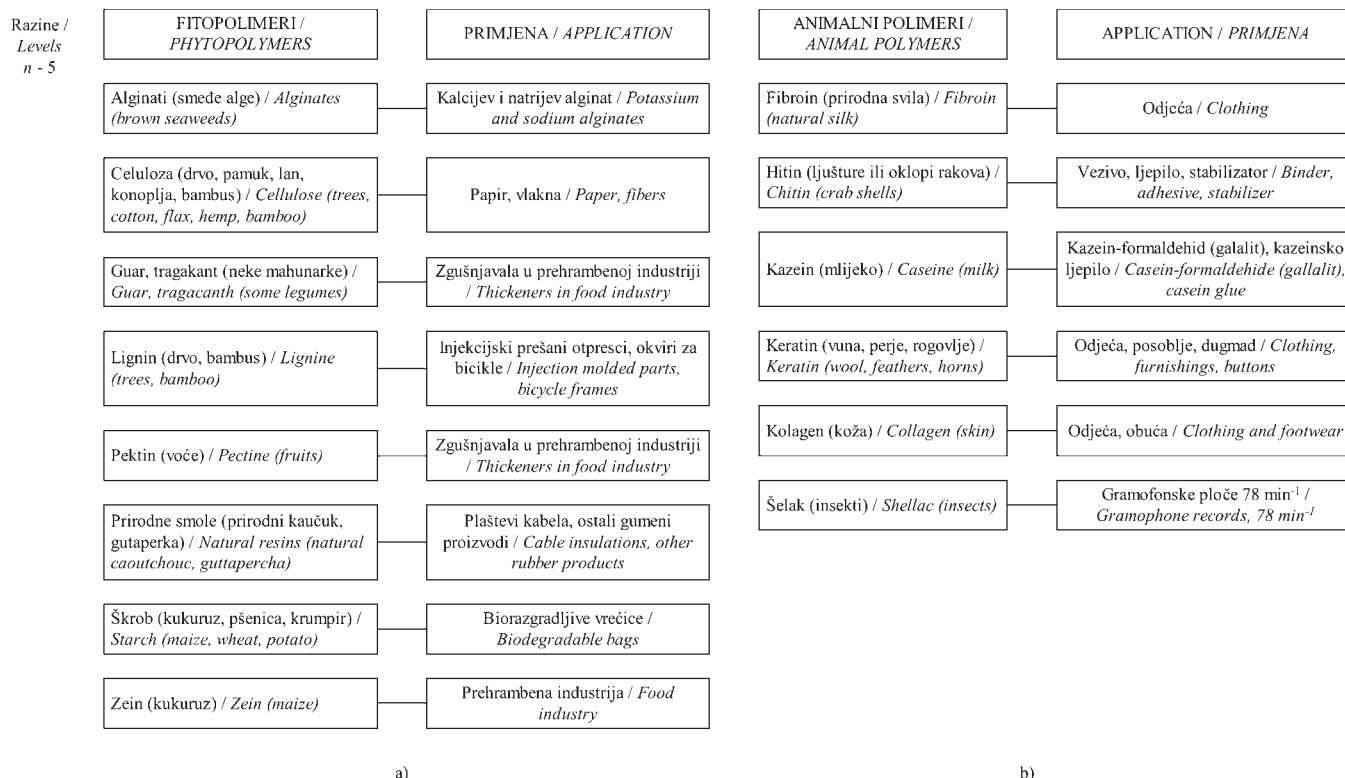 Razine /
Levels
n - 5
FITOPOLIMERI /
PHYTOPOLYMERS
PRIMJENA / APPLICATION
Alginati (smeđe alge) / Alginates
(brown seaweeds)
Kalcijev i natrijev alginat / Potassium
and sodium alginates
Celuloza (drvo, pamuk, lan,
konoplja, bambus) / Cellulose (trees,
cotton, flax, hemp, bamboo)
Papir, vlakna / Paper, fibers
Guar, tragakant (neke mahunarke) /
Guar, tragacanth (some legumes)
Zgušnjavala u prehrambenoj industriji
/ Thickeners in food industry
Lignin (drvo, bambus) / Lignine
(trees, bamboo)
Injekcijski prešani otpresci, okviri za
bicikle / Injection molded parts,
bicycle frames
Pektin (voće) / Pectine (fruits)
Zgušnjavala u prehrambenoj industriji
/ Thickeners in food industry
Prirodne smole (prirodni kaučuk,
gutaperka) / Natural resins (natural
caoutchouc, guttapercha)
Plaštevi kabela, ostali gumeni
proizvodi / Cable insulations, other
rubber products
Škrob (kukuruz, pšenica, krumpir) /
Starch (maize, wheat, potato)
Biorazgradljive vrećice /
Biodegradable bags
Zein (kukuruz) / Zein (maize)
Prehrambena industrija / Food
industry
a)
ANIMALNI POLIMERI /
ANIMAL POLYMERS
APPLICATION / PRIMJENA
Fibroin (prirodna svila) / Fibroin
(natural silk)
Odjeća / Clothing
Hitin (ljušture ili oklopi rakova) /
Chitin (crab shells)
Vezivo, ljepilo, stabilizator / Binder,
adhesive, stabilizer
Kazein (mlijeko) / Caseine (milk)
Kazein-formaldehid (galalit), kazeinsko
ljepilo / Casein-formaldehide (gallalit),
casein glue
Keratin (vuna, perje, rogovlje) /
Keratin (wool, feathers, horns)
Odjeća, posoblje, dugmad / Clothing,
furnishings, buttons
Kolagen (koža) / Collagen (skin)
Odjeća, obuća / Clothing and footwear
Šelak (insekti) / Shellac (insects)
Gramofonske ploče 78 min⁻¹ /
Gramophone records, 78 min⁻¹
b)